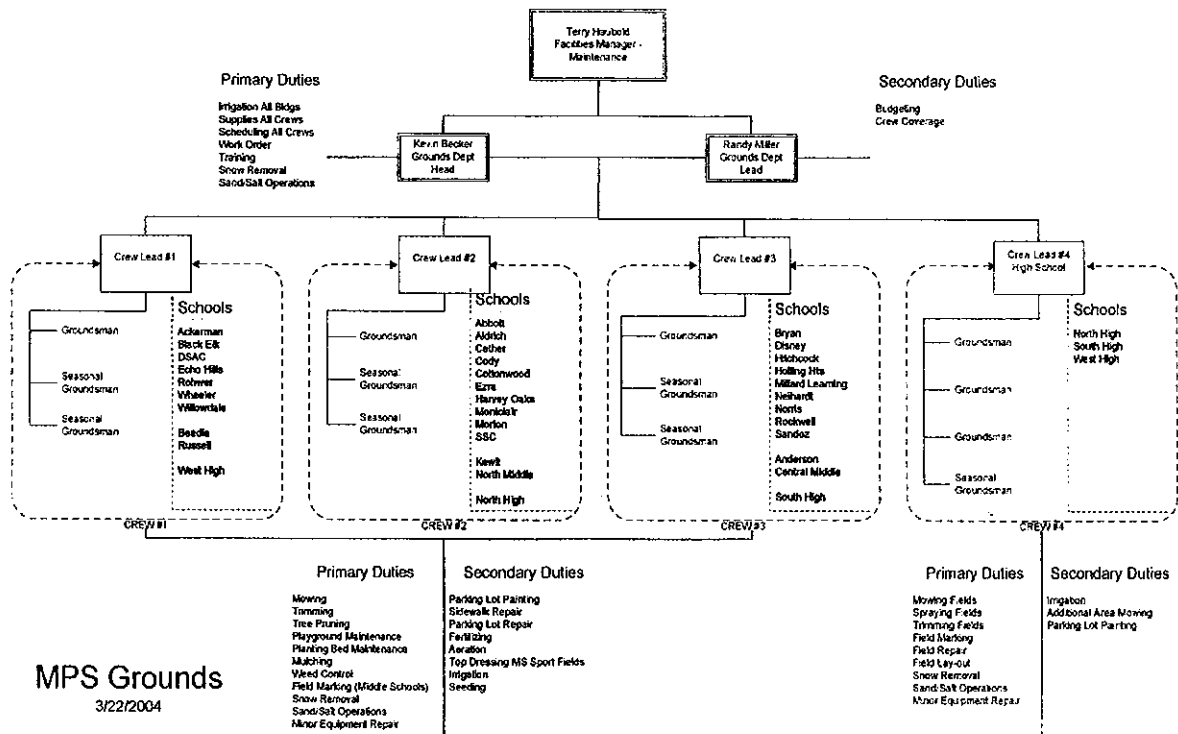 Terry Haubold
Facilities Manager -
Maintenance
Primary Duties
Irrigation All Bldgs
Supplies All Crews
Scheduling All Crews
Work Order
Training
Snow Removal
Sand/Salt Operations
Secondary Duties
Budgeting
Crew Coverage
Kevin Becker
Grounds Dept
Head
Randy Miller
Grounds Dept
Lead
Crew Lead #1
Groundsman
Seasonal
Groundsman
Seasonal
Groundsman
Schools
Ackerman
Black Elk
DSAC
Echo Hills
Rohwer
Wheeler
Willowdale
Beadle
Russell
West High
CREW #1
Crew Lead #2
Groundsman
Seasonal
Groundsman
Seasonal
Groundsman
Schools
Abbott
Aldrich
Cather
Cody
Cottonwood
Ezra
Harvey Oaks
Montclair
Morton
SSC
Kewit
North Middle
North High
CREW #2
Crew Lead #3
Groundsman
Seasonal
Groundsman
Seasonal
Groundsman
Schools
Bryan
Disney
Hitchcock
Holling Hts
Millard Learning
Neihardt
Norris
Rockwell
Sandoz
Anderson
Central Middle
South High
CREW #3
Crew Lead #4
High School
Groundsman
Groundsman
Groundsman
Seasonal
Groundsman
Schools
North High
South High
West High
CREW #4
Primary Duties
Mowing
Trimming
Tree Pruning
Playground Maintenance
Planting Bed Maintenance
Mulching
Weed Control
Field Marking (Middle Schools)
Snow Removal
Sand/Salt Operations
Minor Equipment Repair
Secondary Duties
Parking Lot Painting
Sidewalk Repair
Parking Lot Repair
Fertilizing
Aeration
Top Dressing MS Sport Fields
Irrigation
Seeding
Primary Duties
Mowing Fields
Spraying Fields
Trimming Fields
Field Marking
Field Repair
Field Lay-out
Snow Removal
Sand/Salt Operations
Minor Equipment Repair
Secondary Duties
Irrigation
Additional Area Mowing
Parking Lot Painting
MPS Grounds
3/22/2004